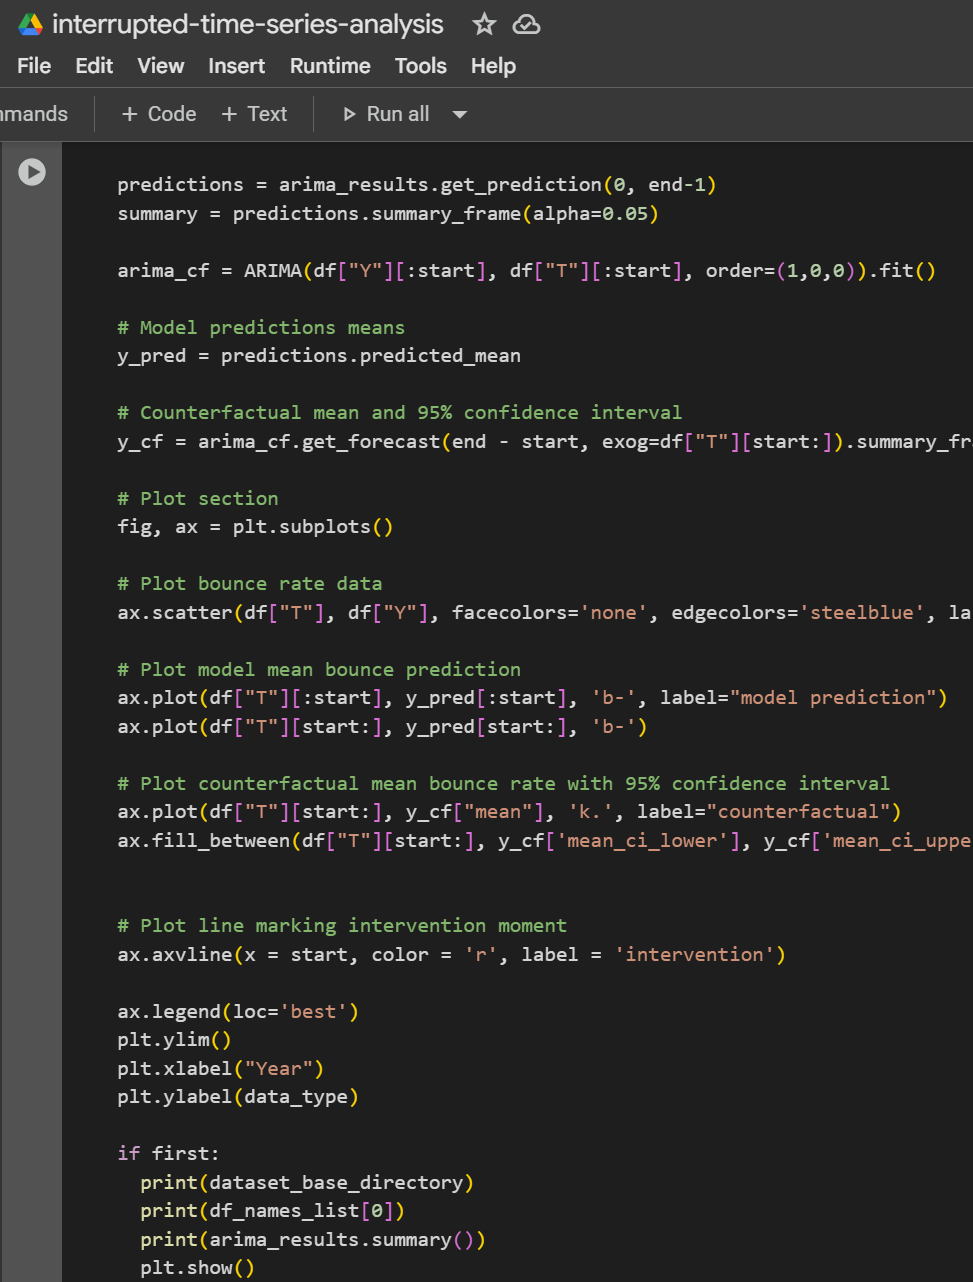 interrupted-time-series-analysis
File Edit View Insert Runtime Tools Help
+ Code + Text Run all
predictions = arima_results.get_prediction(0, end-1)
summary = predictions.summary_frame(alpha=0.05)
arima_cf = ARIMA(df["Y"][:start], df["T"][:start], order=(1,0,0)).fit()
# Model predictions means
y_pred = predictions.predicted_mean
# Counterfactual mean and 95% confidence interval
y_cf = arima_cf.get_forecast(end - start, exog=df["T"][start:]).summary_fr
# Plot section
fig, ax = plt.subplots()
# Plot bounce rate data
ax.scatter(df["T"], df["Y"], facecolors='none', edgecolors='steelblue', la
# Plot model mean bounce prediction
ax.plot(df["T"][:start], y_pred[:start], 'b-', label="model prediction")
ax.plot(df["T"][start:], y_pred[start:], 'b-')
# Plot counterfactual mean bounce rate with 95% confidence interval
ax.plot(df["T"][start:], y_cf["mean"], 'k.', label="counterfactual")
ax.fill_between(df["T"][start:], y_cf['mean_ci_lower'], y_cf['mean_ci_uppe
# Plot line marking intervention moment
ax.axvline(x = start, color = 'r', label = 'intervention')
ax.legend(loc='best')
plt.ylim()
plt.xlabel("Year")
plt.ylabel(data_type)
if first:
print(dataset_base_directory)
print(df_names_list[0])
print(arima_results.summary())
plt.show()